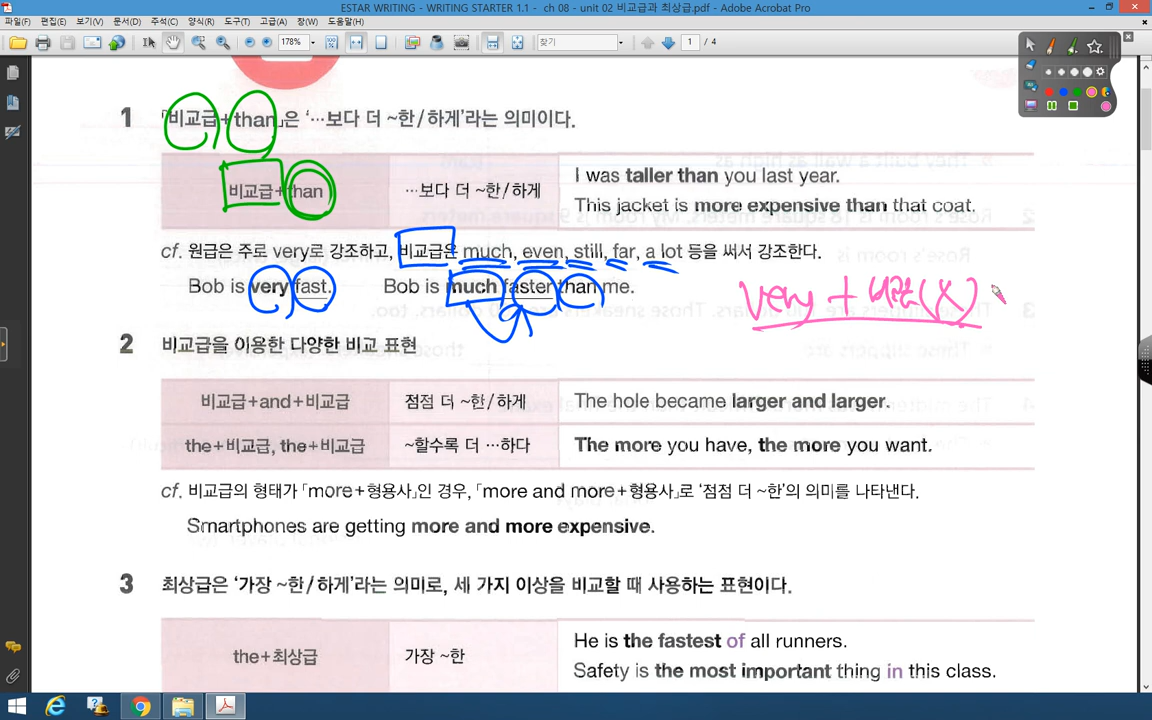 ESTAR WRITING - WRITING STARTER 1.1 - ch 08 - unit 02 비교급과 최상급.pdf - Adobe Acrobat Pro
파일(F) 편집(E) 보기(V) 문서(D) 주석(C) 양식(R) 도구(T) 고급(A) 창(W) 도움말(H)
178% 찾기 1 / 4
1 「비교급+than」은 ‘…보다 더 ~한/하게’라는 의미이다.
비교급+than …보다 더 ~한/하게 I was taller than you last year.
This jacket is more expensive than that coat.
cf. 원급은 주로 very로 강조하고, 비교급은 much, even, still, far, a lot 등을 써서 강조한다.
Bob is very fast. Bob is much faster than me.
very + 비교급(X)
2 비교급을 이용한 다양한 비교 표현
비교급+and+비교급 점점 더 ~한/하게 The hole became larger and larger.
the+비교급, the+비교급 ~할수록 더 …하다 The more you have, the more you want.
cf. 비교급의 형태가 「more+형용사」인 경우, 「more and more+형용사」로 ‘점점 더 ~한’의 의미를 나타낸다.
Smartphones are getting more and more expensive.
3 최상급은 ‘가장 ~한/하게’라는 의미로, 세 가지 이상을 비교할 때 사용하는 표현이다.
the+최상급 가장 ~한 He is the fastest of all runners.
Safety is the most important thing in this class.